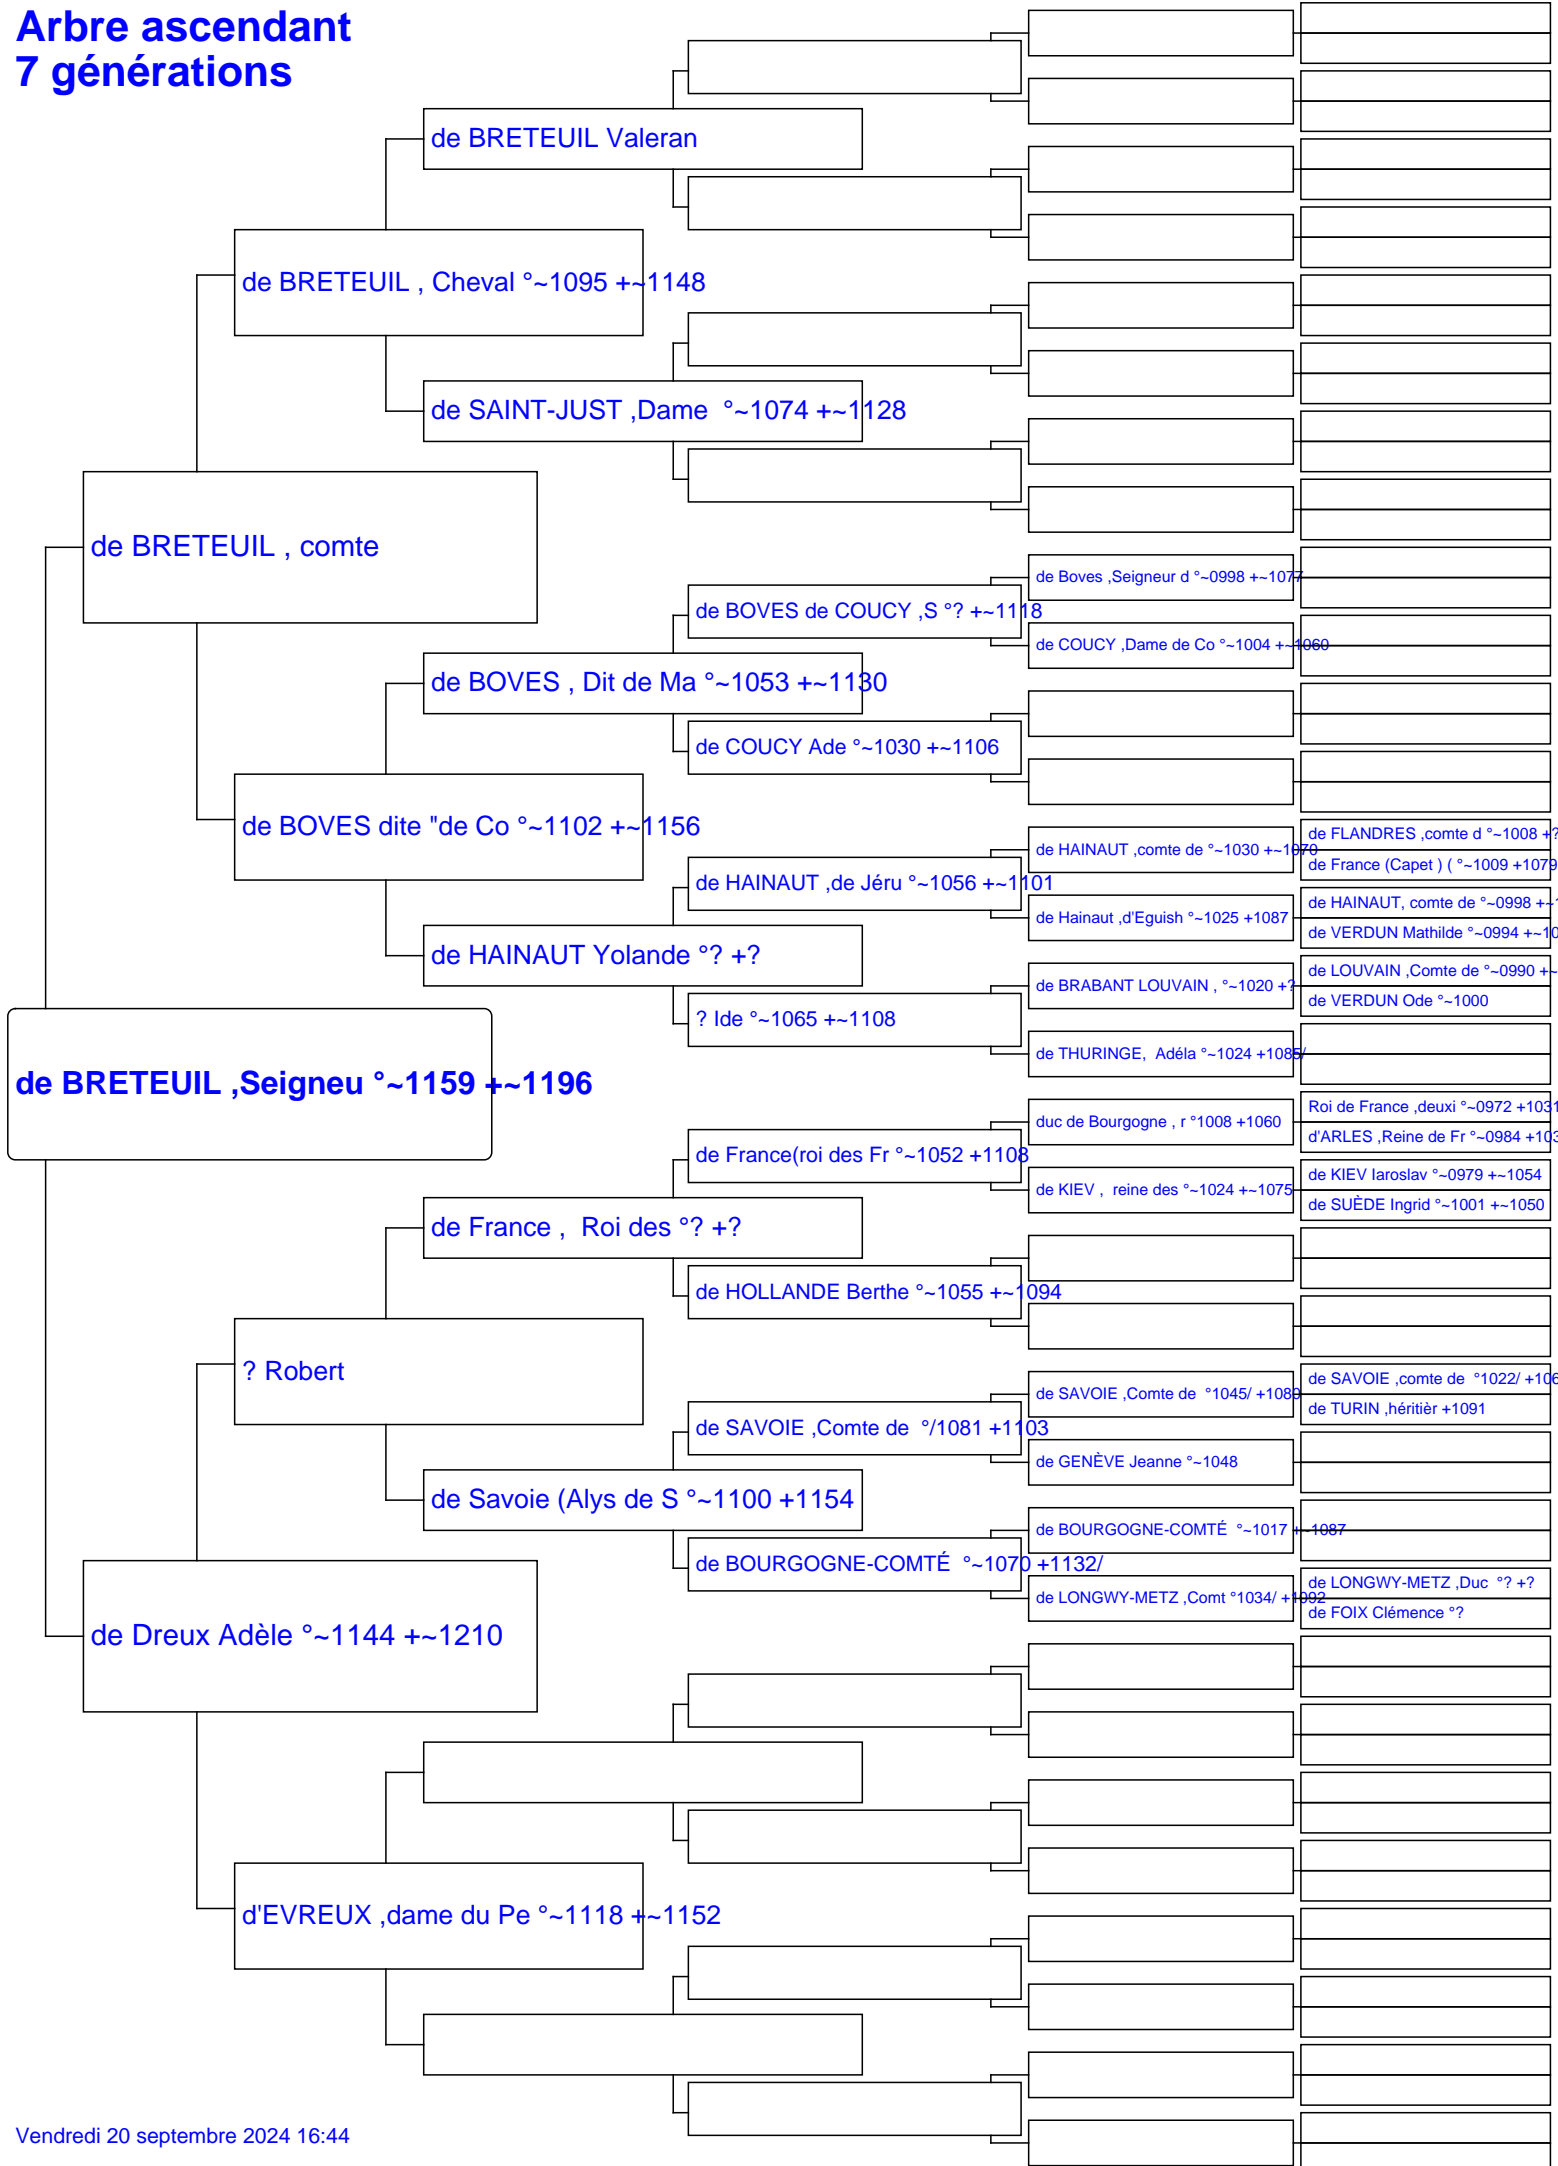 Arbre ascendant
7 générations
de BRETEUIL Valeran
de BRETEUIL , Cheval °~1095 +~1148
de SAINT-JUST ,Dame  °~1074 +~1128
de BRETEUIL , comte
de Boves ,Seigneur d °~0998 +~1077
de BOVES de COUCY ,S °? +~1118
de COUCY ,Dame de Co °~1004 +~1060
de BOVES , Dit de Ma °~1053 +~1130
de COUCY Ade °~1030 +~1106
de BOVES dite "de Co °~1102 +~1156
de FLANDRES ,comte d °~1008 +?
de HAINAUT ,comte de °~1030 +~1070
de France (Capet ) ( °~1009 +1079
de HAINAUT ,de Jéru °~1056 +~1101
de HAINAUT, comte de °~0998 +~1
de Hainaut ,d'Eguish °~1025 +1087
de VERDUN Mathilde °~0994 +~10
de HAINAUT Yolande °? +?
de LOUVAIN ,Comte de °~0990 +~
de BRABANT LOUVAIN , °~1020 +?
de VERDUN Ode °~1000
? Ide °~1065 +~1108
de THURINGE,  Adéla °~1024 +1085/
de BRETEUIL ,Seigneu °~1159 +~1196
Roi de France ,deuxi °~0972 +1031
duc de Bourgogne , r °1008 +1060
d'ARLES ,Reine de Fr °~0984 +103
de France(roi des Fr °~1052 +1108
de KIEV Iaroslav °~0979 +~1054
de KIEV ,  reine des °~1024 +~1075
de SUÈDE Ingrid °~1001 +~1050
de France ,  Roi des °? +?
de HOLLANDE Berthe °~1055 +~1094
? Robert
de SAVOIE ,comte de  °1022/ +106
de SAVOIE ,Comte de  °1045/ +1080
de TURIN ,héritièr +1091
de SAVOIE ,Comte de  °/1081 +1103
de GENÈVE Jeanne °~1048
de Savoie (Alys de S °~1100 +1154
de BOURGOGNE-COMTÉ  °~1017 +~1087
de BOURGOGNE-COMTÉ  °~1070 +1132/
de LONGWY-METZ ,Duc  °? +?
de LONGWY-METZ ,Comt °1034/ +1092
de FOIX Clémence °?
de Dreux Adèle °~1144 +~1210
d'EVREUX ,dame du Pe °~1118 +~1152
Vendredi 20 septembre 2024 16:44